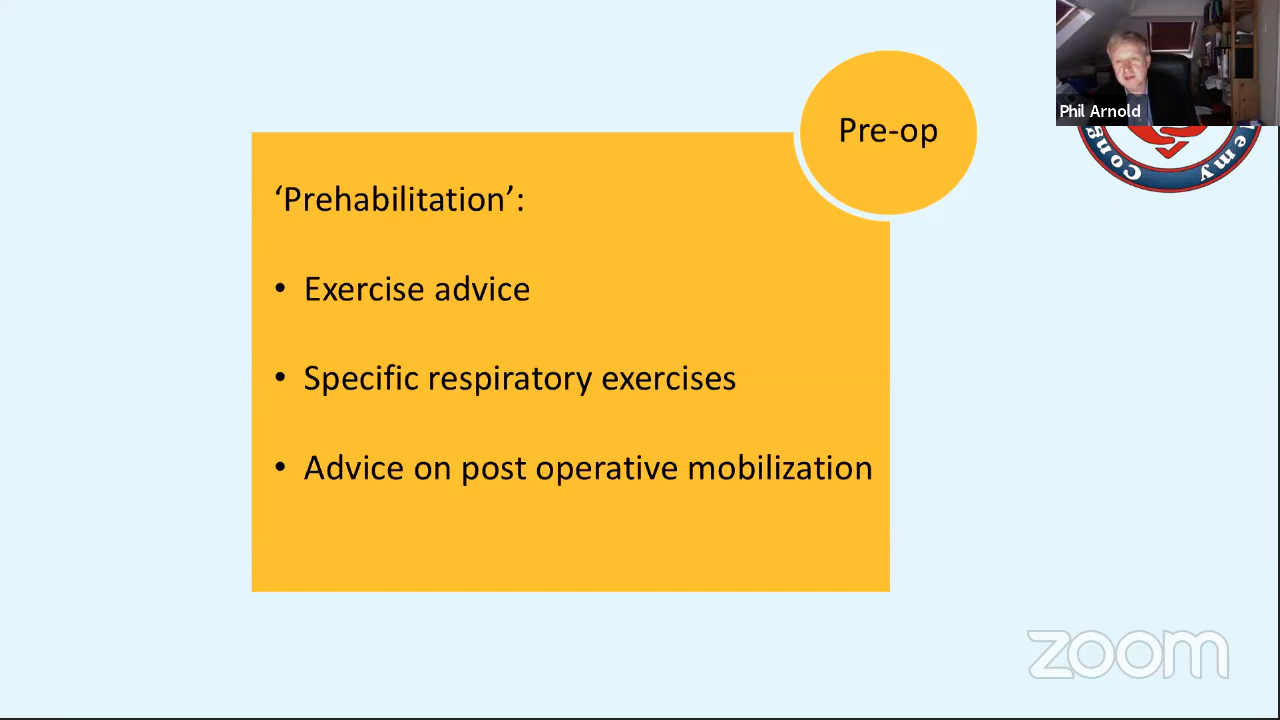 Phil Arnold
Pre-op
‘Prehabilitation’:
• Exercise advice
• Specific respiratory exercises
• Advice on post operative mobilization
zoom